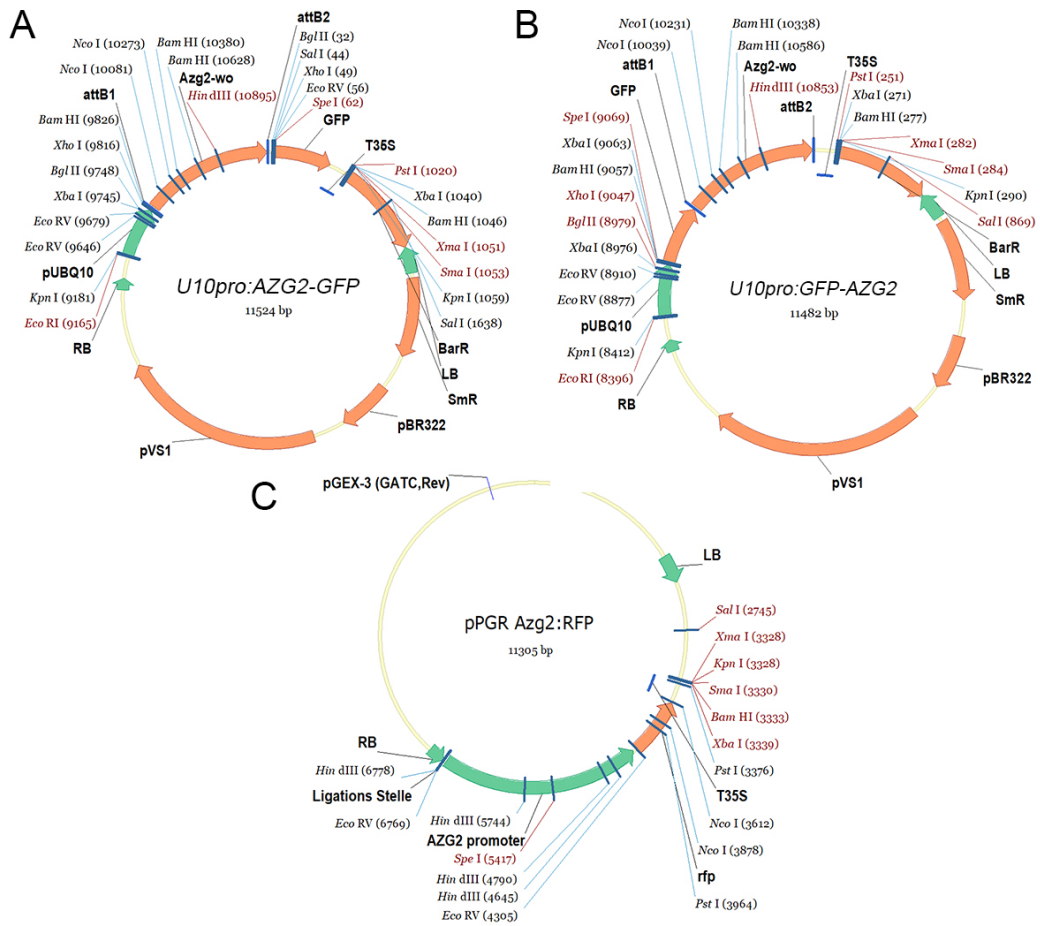 A
attB2
Bgl II (32)
Sal I (44)
Xho I (49)
Eco RV (56)
Spe I (62)
GFP
T35S
Pst I (1020)
Xba I (1040)
Bam HI (1046)
Xma I (1051)
Sma I (1053)
Kpn I (1059)
Sal I (1638)
BarR
LB
SmR
pBR322
pVS1
RB
Eco RI (9165)
Kpn I (9181)
pUBQ10
Eco RV (9646)
Eco RV (9679)
Xba I (9745)
Bgl II (9748)
Xho I (9816)
Bam HI (9826)
attB1
Nco I (10081)
Nco I (10273)
Bam HI (10380)
Bam HI (10628)
Azg2-wo
Hin dIII (10895)
U10pro:AZG2-GFP
11524 bp
B
Nco I (10231)
Nco I (10039)
attB1
GFP
Spe I (9069)
Xba I (9063)
Bam HI (9057)
Xho I (9047)
Bgl II (8979)
Xba I (8976)
Eco RV (8910)
Eco RV (8877)
pUBQ10
Kpn I (8412)
Eco RI (8396)
RB
Bam HI (10338)
Bam HI (10586)
Azg2-wo
Hin dIII (10853)
attB2
T35S
Pst I (251)
Xba I (271)
Bam HI (277)
Xma I (282)
Sma I (284)
Kpn I (290)
Sal I (869)
BarR
LB
SmR
pBR322
pVS1
U10pro:GFP-AZG2
11482 bp
C
pGEX-3 (GATC,Rev)
LB
Sal I (2745)
Xma I (3328)
Kpn I (3328)
Sma I (3330)
Bam HI (3333)
Xba I (3339)
Pst I (3376)
T35S
Nco I (3612)
Nco I (3878)
rfp
Pst I (3964)
pPGR Azg2:RFP
11305 bp
RB
Hin dIII (6778)
Ligations Stelle
Eco RV (6769)
Hin dIII (5744)
AZG2 promoter
Spe I (5417)
Hin dIII (4790)
Hin dIII (4645)
Eco RV (4305)